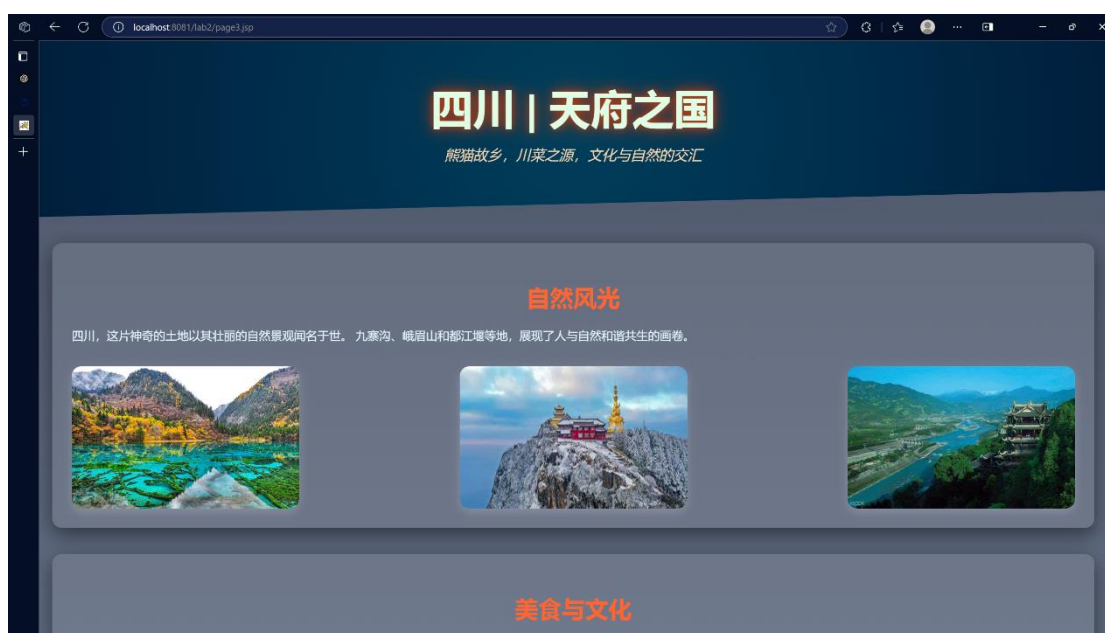 localhost:8081/lab2/page3.jsp
四川 | 天府之国
熊猫故乡，川菜之源，文化与自然的交汇
自然风光
四川，这片神奇的土地以其壮丽的自然景观闻名于世。 九寨沟、峨眉山和都江堰等地，展现了人与自然和谐共生的画卷。
美食与文化